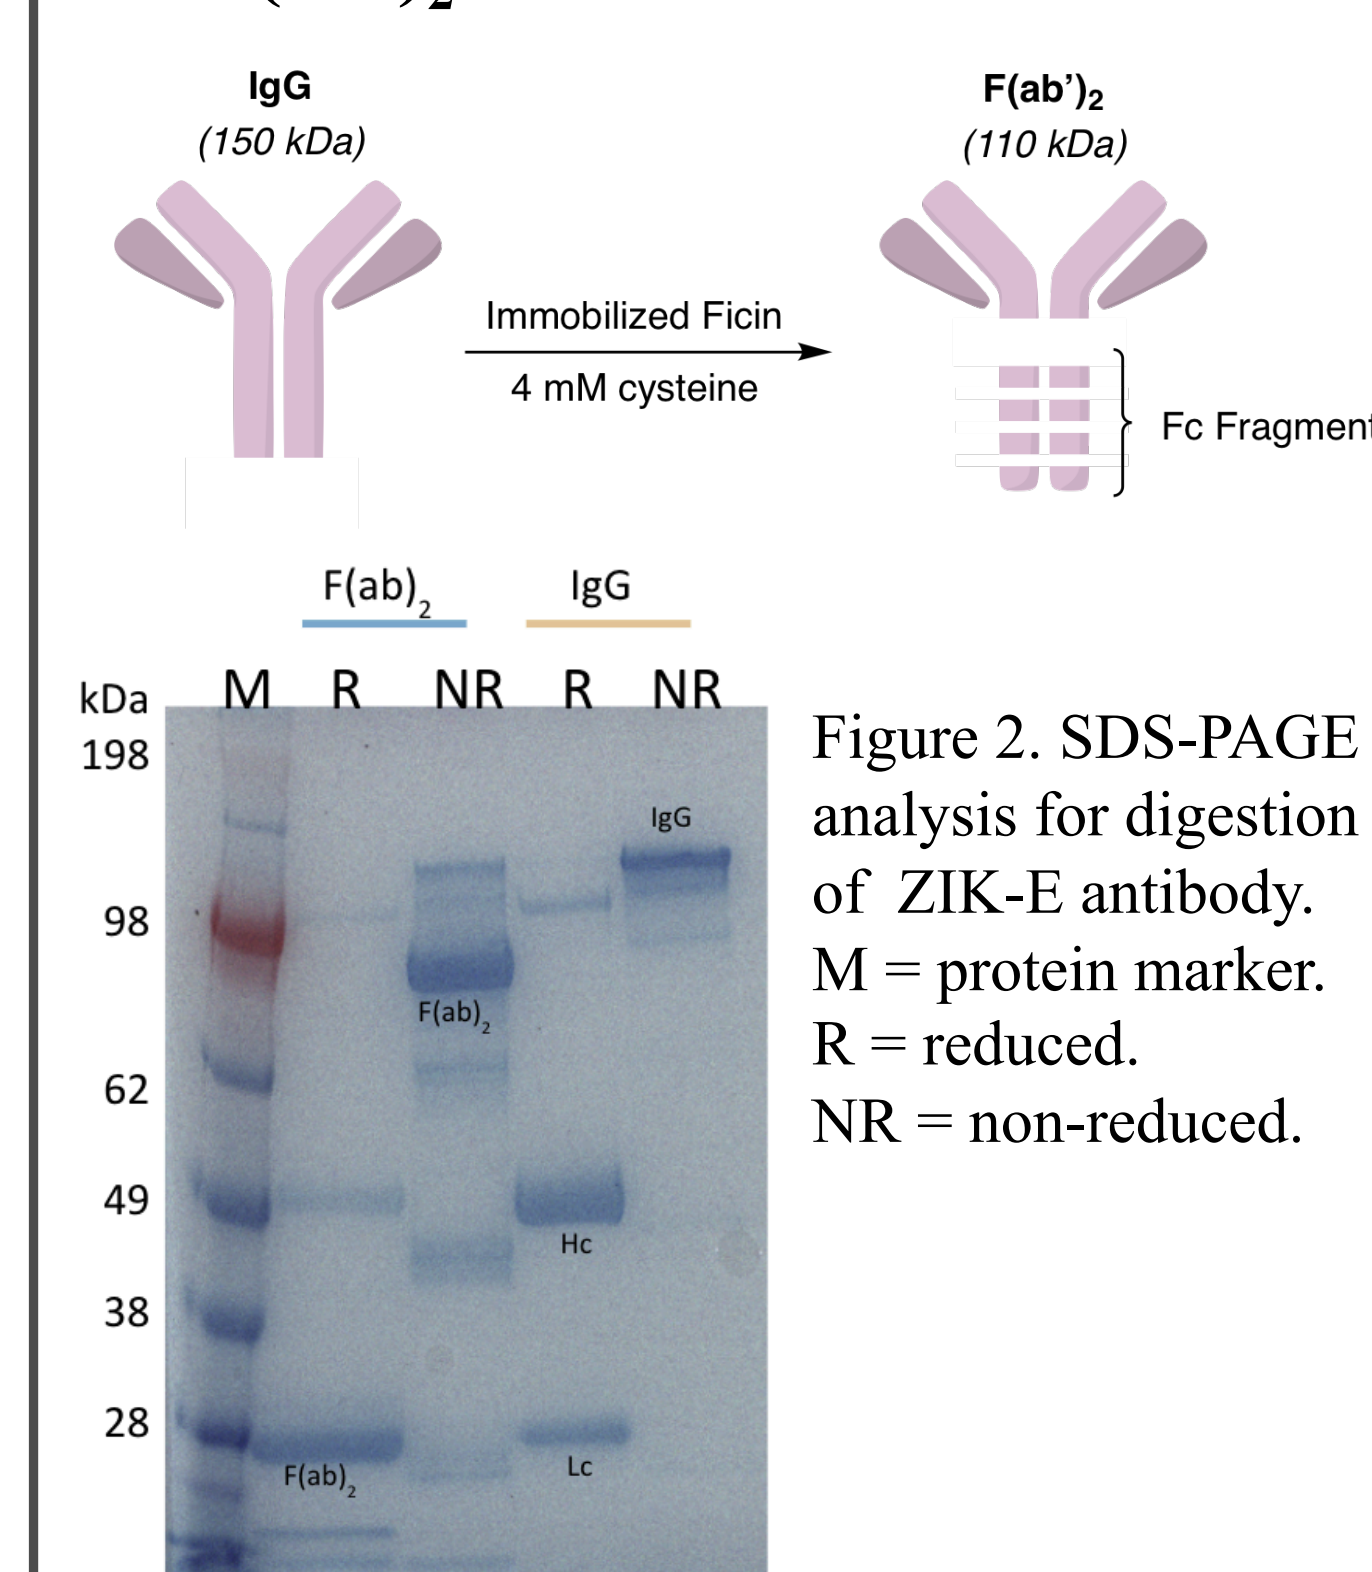 IgG
(150 kDa)
F(ab’)2
(110 kDa)
Immobilized Ficin
4 mM cysteine
Fc Fragment
F(ab)2
IgG
kDa
M R NR R NR
198
98
62
49
38
28
IgG
F(ab)2
Hc
F(ab)2
Lc
Figure 2. SDS-PAGE
analysis for digestion
of ZIK-E antibody.
M = protein marker.
R = reduced.
NR = non-reduced.